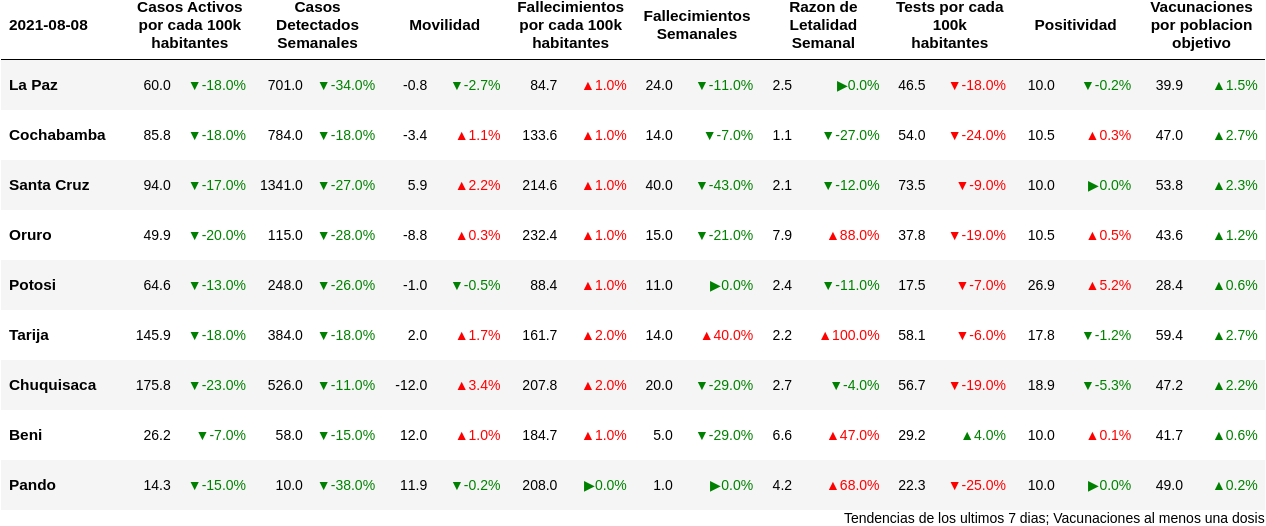 2021-08-08 Casos Activos por cada 100k habitantes Casos Detectados Semanales Movilidad Fallecimientos por cada 100k habitantes Fallecimientos Semanales Razon de Letalidad Semanal Tests por cada 100k habitantes Positividad Vacunaciones por poblacion objetivo
La Paz 60.0 ▼-18.0% 701.0 ▼-34.0% -0.8 ▼-2.7% 84.7 ▲1.0% 24.0 ▼-11.0% 2.5 ▶0.0% 46.5 ▼-18.0% 10.0 ▼-0.2% 39.9 ▲1.5%
Cochabamba 85.8 ▼-18.0% 784.0 ▼-18.0% -3.4 ▲1.1% 133.6 ▲1.0% 14.0 ▼-7.0% 1.1 ▼-27.0% 54.0 ▼-24.0% 10.5 ▲0.3% 47.0 ▲2.7%
Santa Cruz 94.0 ▼-17.0% 1341.0 ▼-27.0% 5.9 ▲2.2% 214.6 ▲1.0% 40.0 ▼-43.0% 2.1 ▼-12.0% 73.5 ▼-9.0% 10.0 ▶0.0% 53.8 ▲2.3%
Oruro 49.9 ▼-20.0% 115.0 ▼-28.0% -8.8 ▲0.3% 232.4 ▲1.0% 15.0 ▼-21.0% 7.9 ▲88.0% 37.8 ▼-19.0% 10.5 ▲0.5% 43.6 ▲1.2%
Potosi 64.6 ▼-13.0% 248.0 ▼-26.0% -1.0 ▼-0.5% 88.4 ▲1.0% 11.0 ▶0.0% 2.4 ▼-11.0% 17.5 ▼-7.0% 26.9 ▲5.2% 28.4 ▲0.6%
Tarija 145.9 ▼-18.0% 384.0 ▼-18.0% 2.0 ▲1.7% 161.7 ▲2.0% 14.0 ▲40.0% 2.2 ▲100.0% 58.1 ▼-6.0% 17.8 ▼-1.2% 59.4 ▲2.7%
Chuquisaca 175.8 ▼-23.0% 526.0 ▼-11.0% -12.0 ▲3.4% 207.8 ▲2.0% 20.0 ▼-29.0% 2.7 ▼-4.0% 56.7 ▼-19.0% 18.9 ▼-5.3% 47.2 ▲2.2%
Beni 26.2 ▼-7.0% 58.0 ▼-15.0% 12.0 ▲1.0% 184.7 ▲1.0% 5.0 ▼-29.0% 6.6 ▲47.0% 29.2 ▲4.0% 10.0 ▲0.1% 41.7 ▲0.6%
Pando 14.3 ▼-15.0% 10.0 ▼-38.0% 11.9 ▼-0.2% 208.0 ▶0.0% 1.0 ▶0.0% 4.2 ▲68.0% 22.3 ▼-25.0% 10.0 ▶0.0% 49.0 ▲0.2%
Tendencias de los ultimos 7 dias; Vacunaciones al menos una dosis